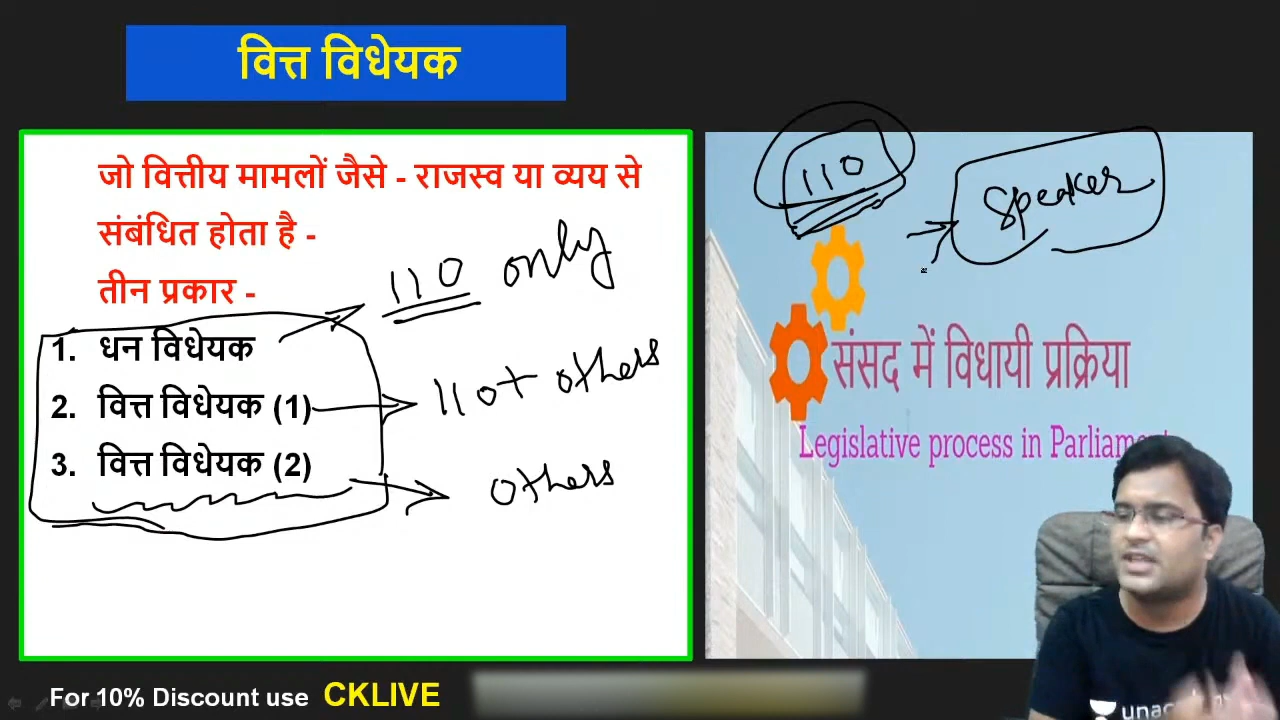 वित्त विधेयक
जो वित्तीय मामलों जैसे - राजस्व या व्यय से
संबंधित होता है -
तीन प्रकार -
110 only
1. धन विधेयक
2. वित्त विधेयक (1)
110+ others
3. वित्त विधेयक (2)
others
110
Speaker
संसद में विधायी प्रक्रिया
Legislative process in Parliament
For 10% Discount use CKLIVE